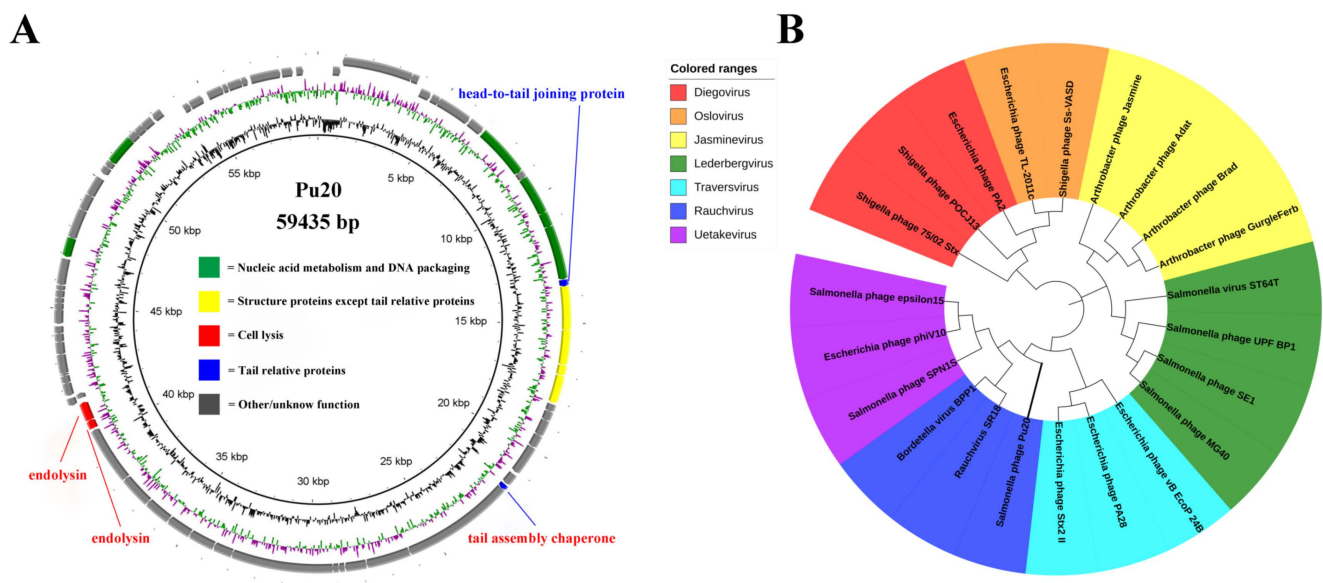 A
B
head-to-tail joining protein
Pu20
59435 bp
5 kbp
10 kbp
15 kbp
20 kbp
25 kbp
30 kbp
35 kbp
40 kbp
45 kbp
50 kbp
55 kbp
= Nucleic acid metabolism and DNA packaging
= Structure proteins except tail relative proteins
= Cell lysis
= Tail relative proteins
= Other/unknow function
endolysin
endolysin
tail assembly chaperone
Colored ranges
Diegovirus
Oslovirus
Jasminevirus
Lederbergvirus
Traversvirus
Rauchvirus
Uetakevirus
Shigella phage 75/02 Stx
Shigella phage POCJ13
Escherichia phage PA2
Escherichia phage TL-2011c
Shigella phage Ss-VASD
Arthrobacter phage Jasmine
Arthrobacter phage Adat
Arthrobacter phage Brad
Arthrobacter phage GurgleFerb
Salmonella virus ST64T
Salmonella phage UPF BP1
Salmonella phage SE1
Salmonella phage MG40
Escherichia phage vB EcoP 24B
Escherichia phage PA28
Escherichia phage Stx2 II
Salmonella phage Pu20
Rauchvirus SR18
Bordetella virus BPP1
Salmonella phage SPN1S
Escherichia phage phiV10
Salmonella phage epsilon15